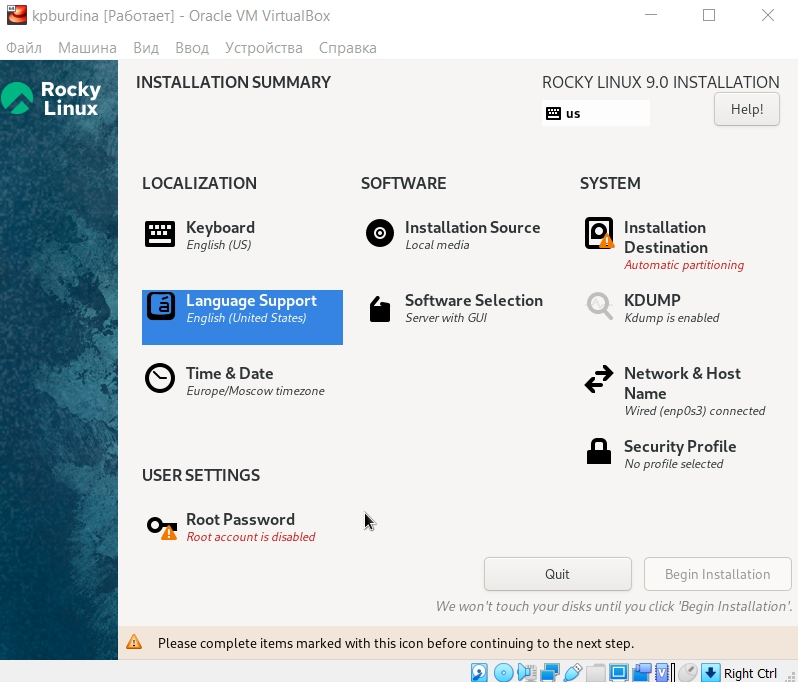 kpburdina [Работает] - Oracle VM VirtualBox
Файл Машина Вид Ввод Устройства Справка
Rocky
Linux
INSTALLATION SUMMARY
ROCKY LINUX 9.0 INSTALLATION
us
Help!
LOCALIZATION
SOFTWARE
SYSTEM
Keyboard
English (US)
Installation Source
Local media
Installation
Destination
Automatic partitioning
Language Support
English (United States)
Software Selection
Server with GUI
KDUMP
Kdump is enabled
Time & Date
Europe/Moscow timezone
Network & Host
Name
Wired (enp0s3) connected
Security Profile
No profile selected
USER SETTINGS
Root Password
Root account is disabled
Quit
Begin Installation
We won't touch your disks until you click 'Begin Installation'.
Please complete items marked with this icon before continuing to the next step.
Right Ctrl